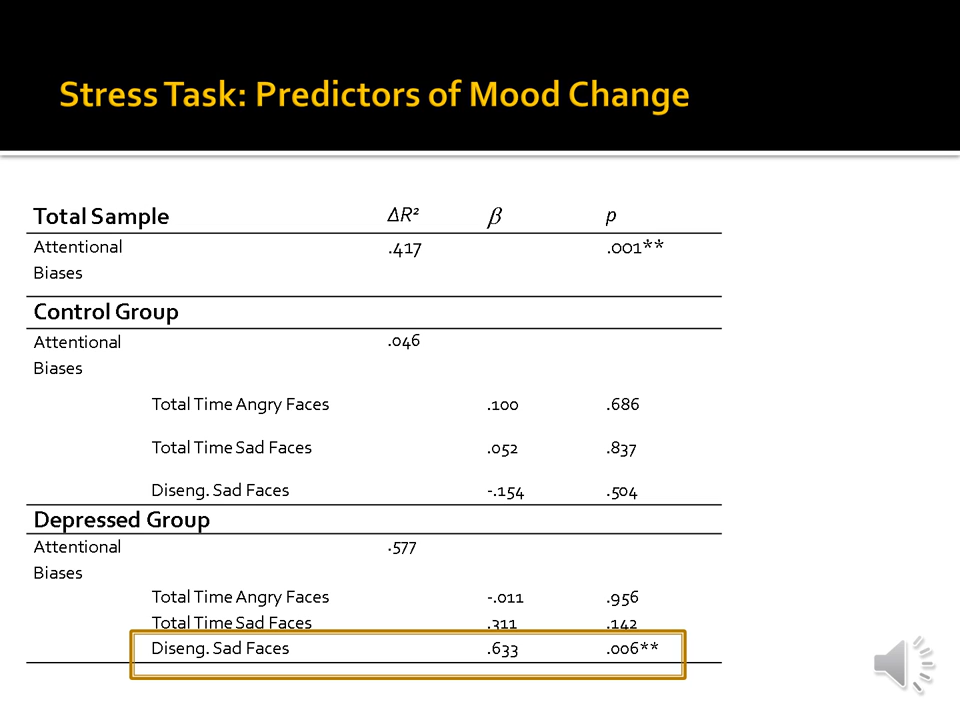 Stress Task: Predictors of Mood Change
Total Sample ΔR² β p
Attentional Biases .417 .001**
Control Group
Attentional Biases .046
Total Time Angry Faces .100 .686
Total Time Sad Faces .052 .837
Diseng. Sad Faces -.154 .504
Depressed Group
Attentional Biases .577
Total Time Angry Faces -.011 .956
Total Time Sad Faces .311 .142
Diseng. Sad Faces .633 .006**